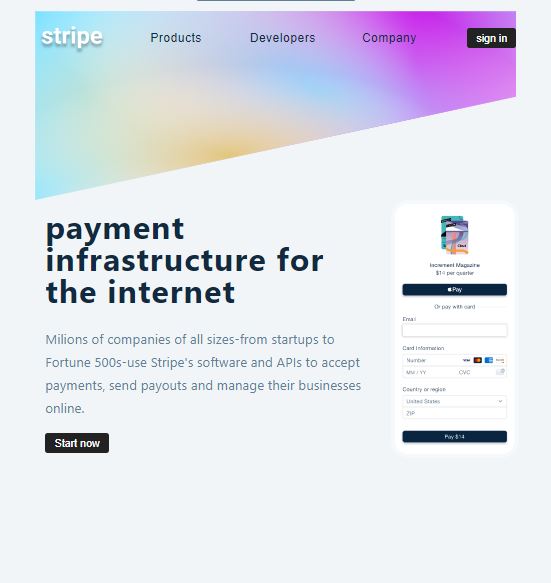 stripe
Products Developers Company sign in
payment
infrastructure for
the internet
Milions of companies of all sizes-from startups to
Fortune 500s-use Stripe's software and APIs to accept
payments, send payouts and manage their businesses
online.
Start now
Increment Magazine
$14 per quarter
Pay
Or pay with card
Email
Card Information
Number VISA
MM / YY CVC
Country or region
United States
ZIP
Pay $14